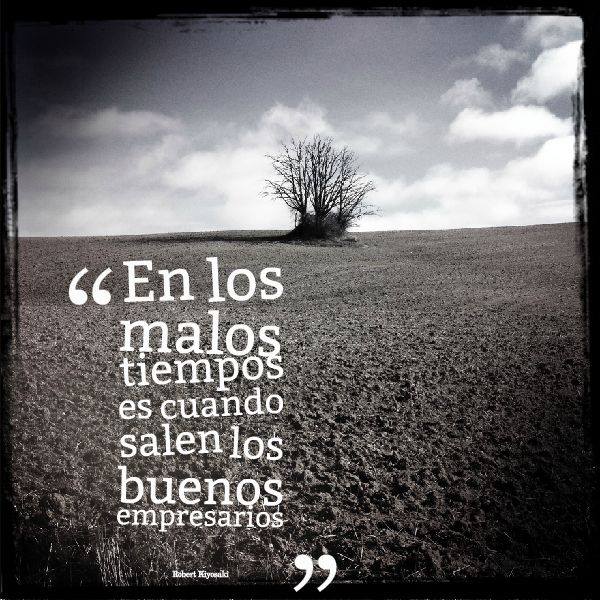 “ En los
malos
tiempos
es cuando
salen los
buenos
empresarios
”
Robert Kiyosaki